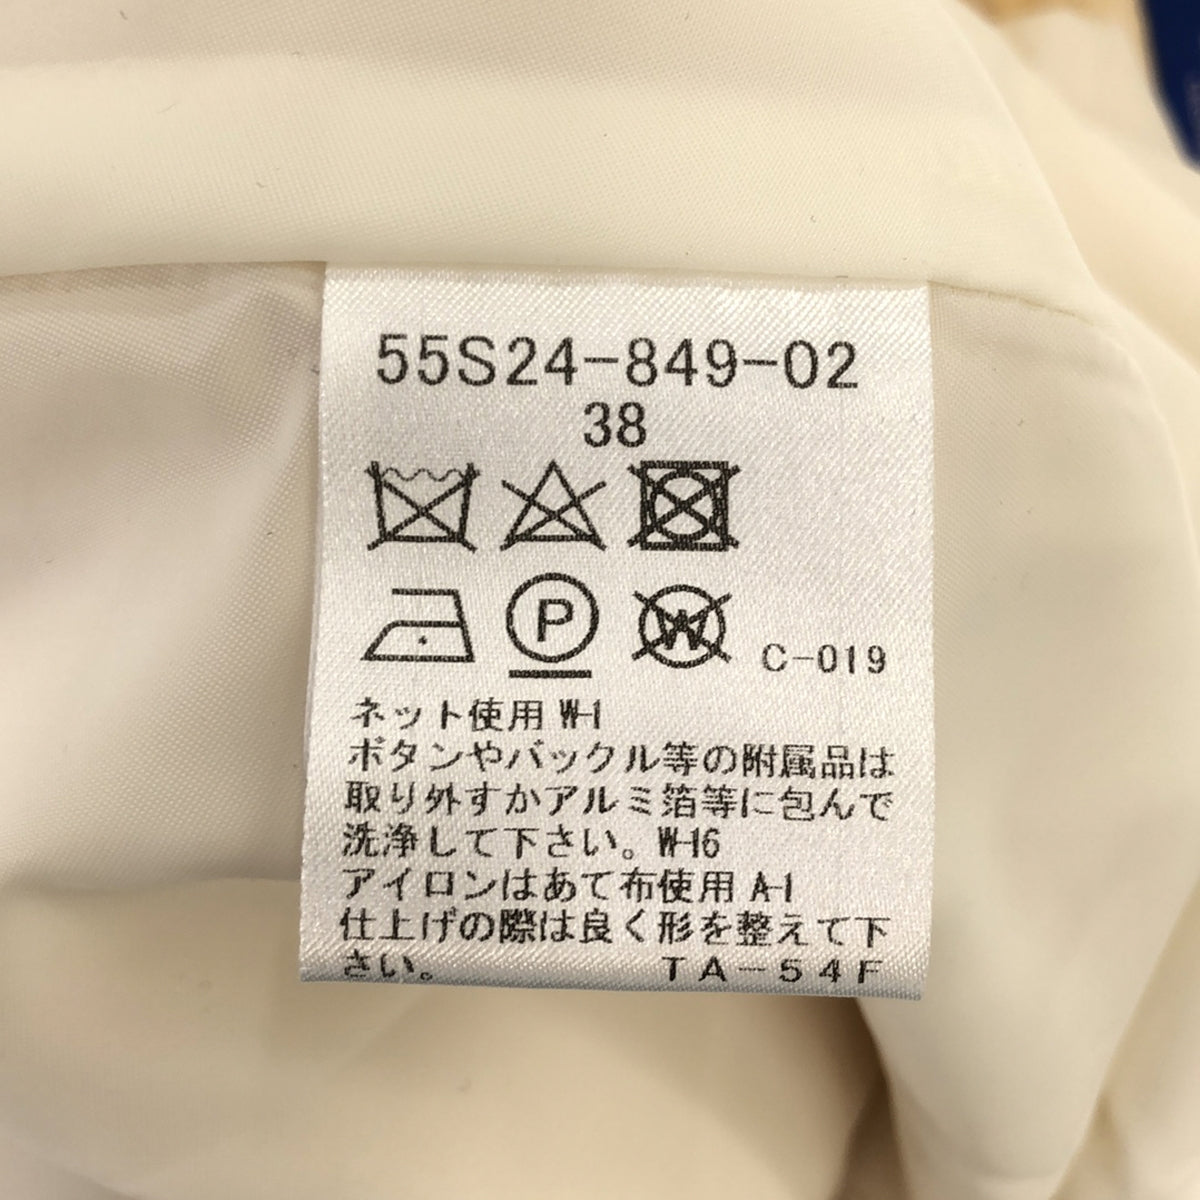 55S24-849-02
38
P
W
C-019
ネット使用 W-1
ボタンやバックル等の附属品は
取り外すかアルミ箔等に包んで
洗浄して下さい。W-16
アイロンはあて布使用 A-1
仕上げの際は良く形を整えて下
さい。 TA-54F